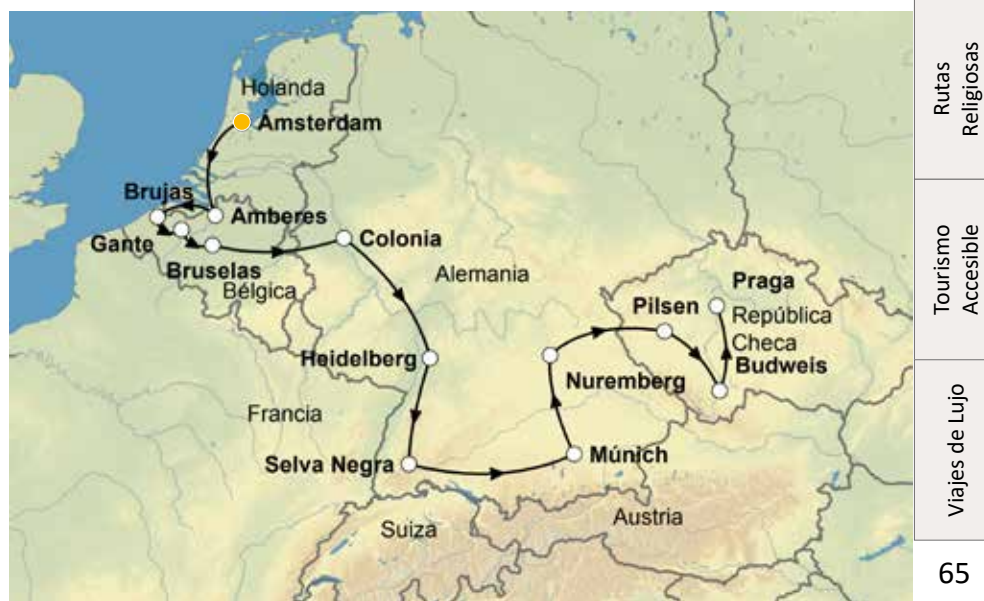 Holanda
Ámsterdam
Brujas
Amberes
Gante
Colonia
Bruselas
Bélgica
Alemania
Praga
Pilsen
República
Checa
Budweis
Heidelberg
Nuremberg
Francia
Selva Negra
Múnich
Suiza
Austria
Rutas
Religiosas
Tourismo
Accesible
Viajes de Lujo
65